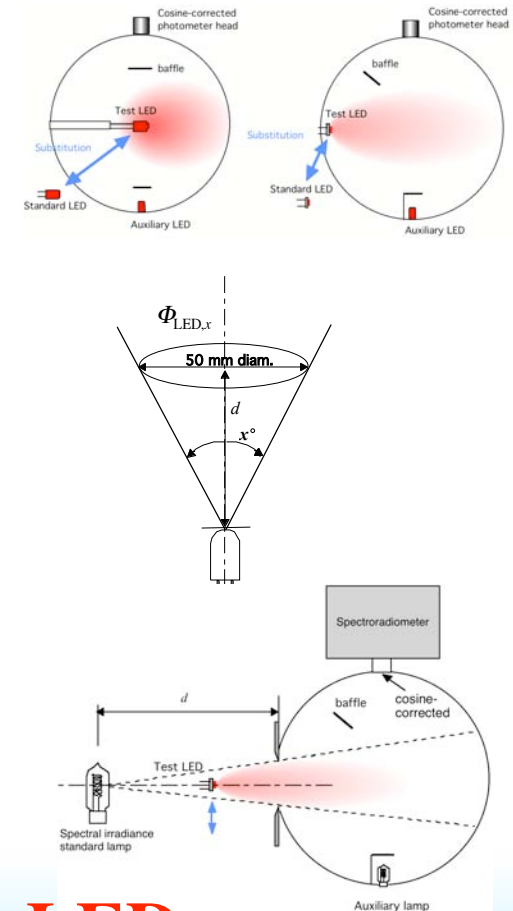 Cosine-corrected
photometer head
baffle
Test LED
Substitution
Standard LED
Auxiliary LED
Cosine-corrected
photometer head
baffle
Test LED
Substitution
Standard LED
Auxiliary LED
ΦLED,x
50 mm diam.
d
x°
Spectroradiometer
d
baffle
cosine-
corrected
Test LED
Spectral irradiance
standard lamp
Auxiliary lamp
LED